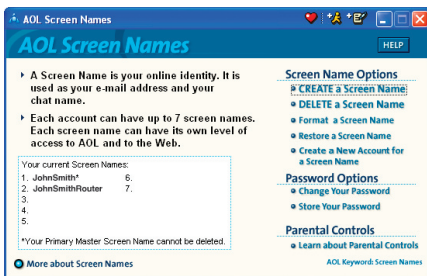 AOL Screen Names
AOL Screen Names
HELP
A Screen Name is your online identity. It is
used as your e-mail address and your
chat name.
Each account can have up to 7 screen names.
Each screen name can have its own level of
access to AOL and to the Web.
Your current Screen Names:
1. JohnSmith* 6.
2. JohnSmithRouter 7.
3.
4.
5.
*Your Primary Master Screen Name cannot be deleted.
More about Screen Names
Screen Name Options
CREATE a Screen Name
DELETE a Screen Name
Format a Screen Name
Restore a Screen Name
Create a New Account for
a Screen Name
Password Options
Change Your Password
Store Your Password
Parental Controls
Learn about Parental Controls
AOL Keyword: Screen Names